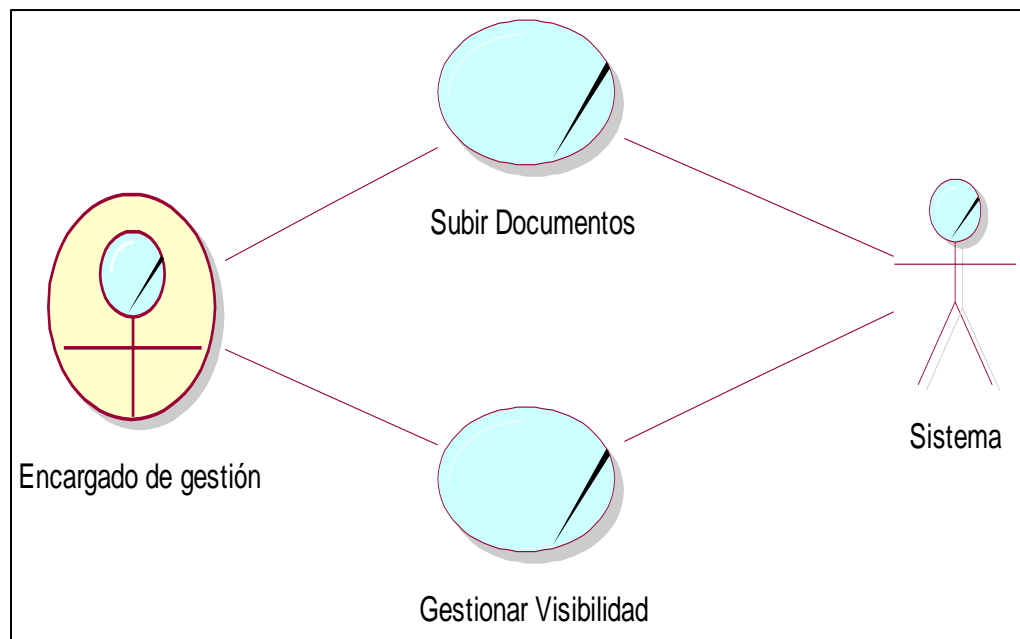 Subir Documentos
Sistema
Encargado de gestión
Gestionar Visibilidad